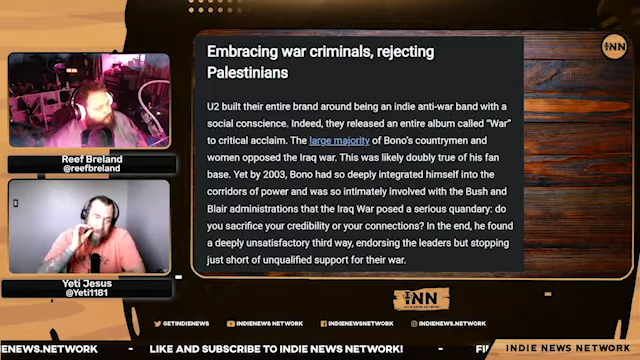 Embracing war criminals, rejecting
Palestinians
U2 built their entire brand around being an indie anti-war band with a
social conscience. Indeed, they released an entire album called “War”
to critical acclaim. The large majority of Bono's countrymen and
women opposed the Iraq war. This was likely doubly true of his fan
base. Yet by 2003, Bono had so deeply integrated himself into the
corridors of power and was so intimately involved with the Bush and
Blair administrations that the Iraq War posed a serious quandary: do
you sacrifice your credibility or your connections? In the end, he found
a deeply unsatisfactory third way, endorsing the leaders but stopping
just short of unqualified support for their war.
INN
Reef Breland
@reefbreland
Yeti Jesus
@Yeti1181
INN
GETINDIENEWS
INDIENEWS NETWORK
INDIENEWSNETWORK
INDIENEWS.NETWORK
IENEWS.NETWORK - LIKE AND SUBSCRIBE TO INDIE NEWS NETWORK! - FI
INDIE NEWS NETWORK